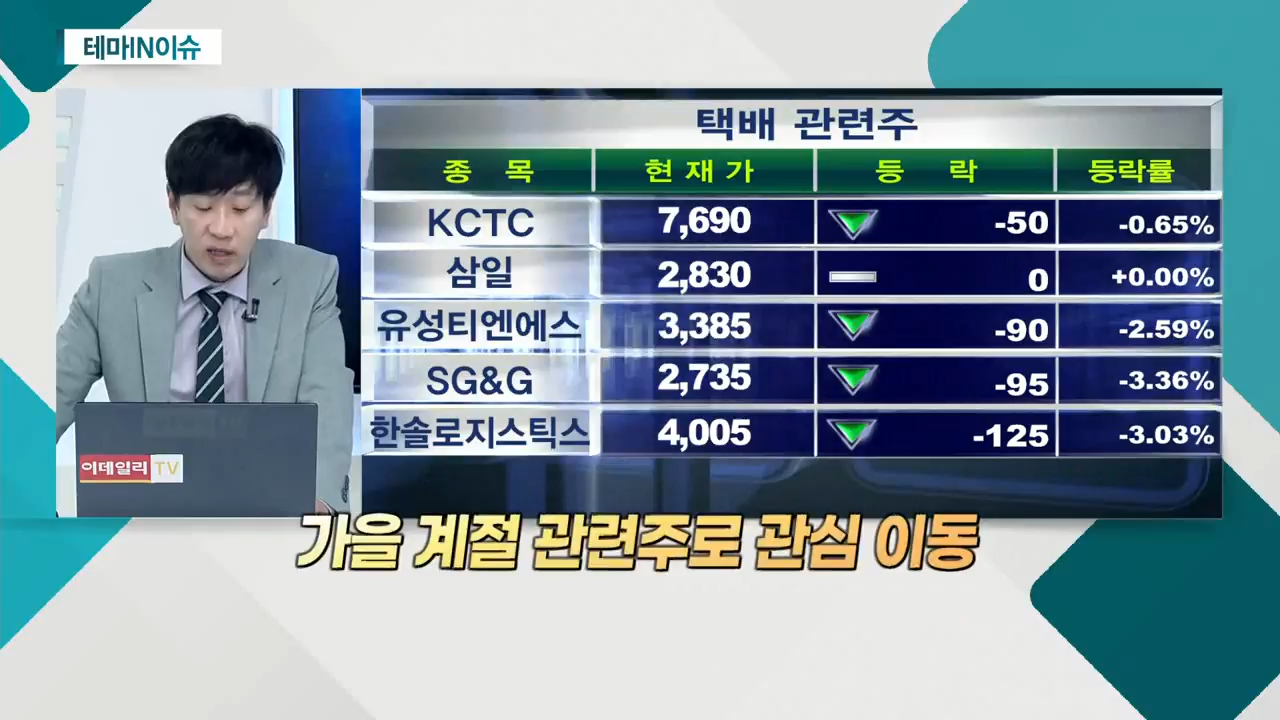 테마IN이슈
택배 관련주
종 목 현 재 가 등 락 등락률
KCTC 7,690 -50 -0.65%
삼일 2,830 0 +0.00%
유성티엔에스 3,385 -90 -2.59%
SG&G 2,735 -95 -3.36%
한솔로지스틱스 4,005 -125 -3.03%
이데일리 TV
가을 계절 관련주로 관심 이동